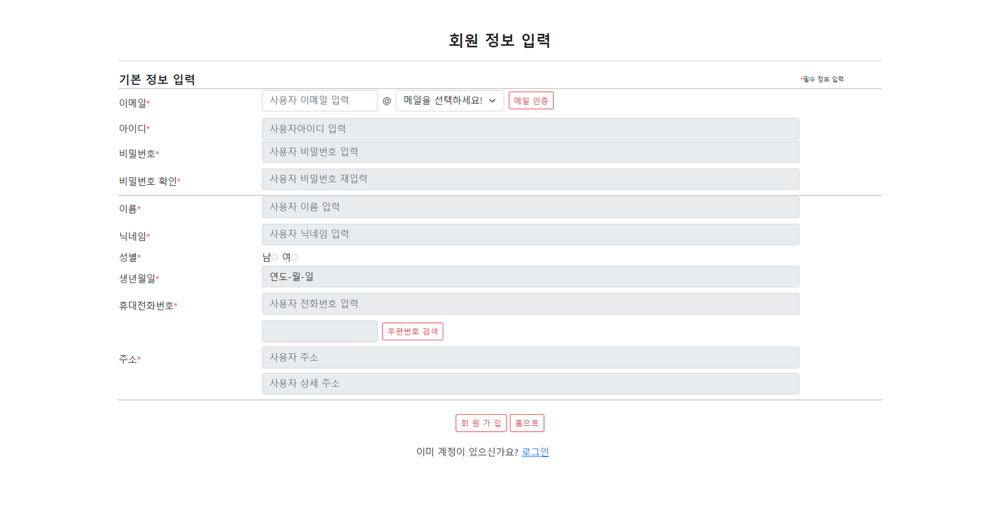 회원 정보 입력
기본 정보 입력 *필수 정보 입력
이메일* 사용자 이메일 입력 @ 메일을 선택하세요! 메일 인증
아이디* 사용자아이디 입력
비밀번호* 사용자 비밀번호 입력
비밀번호 확인* 사용자 비밀번호 재입력
이름* 사용자 이름 입력
닉네임* 사용자 닉네임 입력
성별* 남 여
생년월일* 연도-월-일
휴대전화번호* 사용자 전화번호 입력
우편번호 검색
주소* 사용자 주소
사용자 상세 주소
회 원 가 입 홈으로
이미 계정이 있으신가요? 로그인